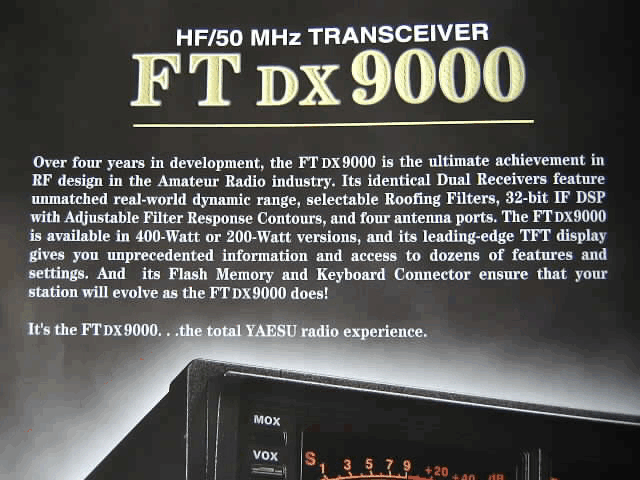 HF/50 MHz TRANSCEIVER
FT DX 9000
Over four years in development, the FT DX 9000 is the ultimate achievement in
RF design in the Amateur Radio industry. Its identical Dual Receivers feature
unmatched real-world dynamic range, selectable Roofing Filters, 32-bit IF DSP
with Adjustable Filter Response Contours, and four antenna ports. The FT DX 9000
is available in 400-Watt or 200-Watt versions, and its leading-edge TFT display
gives you unprecedented information and access to dozens of features and
settings. And its Flash Memory and Keyboard Connector ensure that your
station will evolve as the FT DX 9000 does!
It's the FT DX 9000. . .the total YAESU radio experience.
MOX
VOX
S 1 3 5 7 9 +20 +40 dB